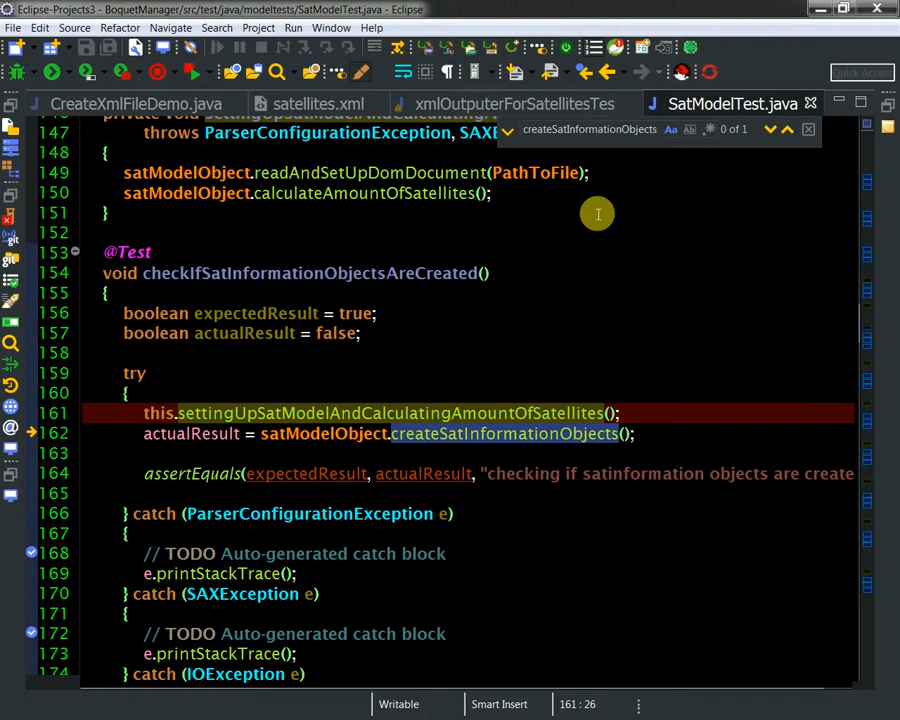 Eclipse-Projects3 - BoquetManager/src/test/java/modeltests/SatModelTest.java - Eclipse
File Edit Source Refactor Navigate Search Project Run Window Help
Quick Access
CreateXmlFileDemo.java satellites.xml xmlOutputerForSatellitesTes SatModelTest.java
createSatInformationObjects Aa 0 of 1
147 throws ParserConfigurationException, SAX
148 {
149 satModelObject.readAndSetUpDomDocument(PathToFile);
150 satModelObject.calculateAmountOfSatellites();
151 }
152
153 @Test
154 void checkIfSatInformationObjectsAreCreated()
155 {
156 boolean expectedResult = true;
157 boolean actualResult = false;
158
159 try
160 {
161 this.settingUpSatModelAndCalculatingAmountOfSatellites();
162 actualResult = satModelObject.createSatInformationObjects();
163
164 assertEquals(expectedResult, actualResult, "checking if satinformation objects are create
165
166 } catch (ParserConfigurationException e)
167 {
168 // TODO Auto-generated catch block
169 e.printStackTrace();
170 } catch (SAXException e)
171 {
172 // TODO Auto-generated catch block
173 e.printStackTrace();
174 } catch (IOException e)
Writable Smart Insert 161 : 26